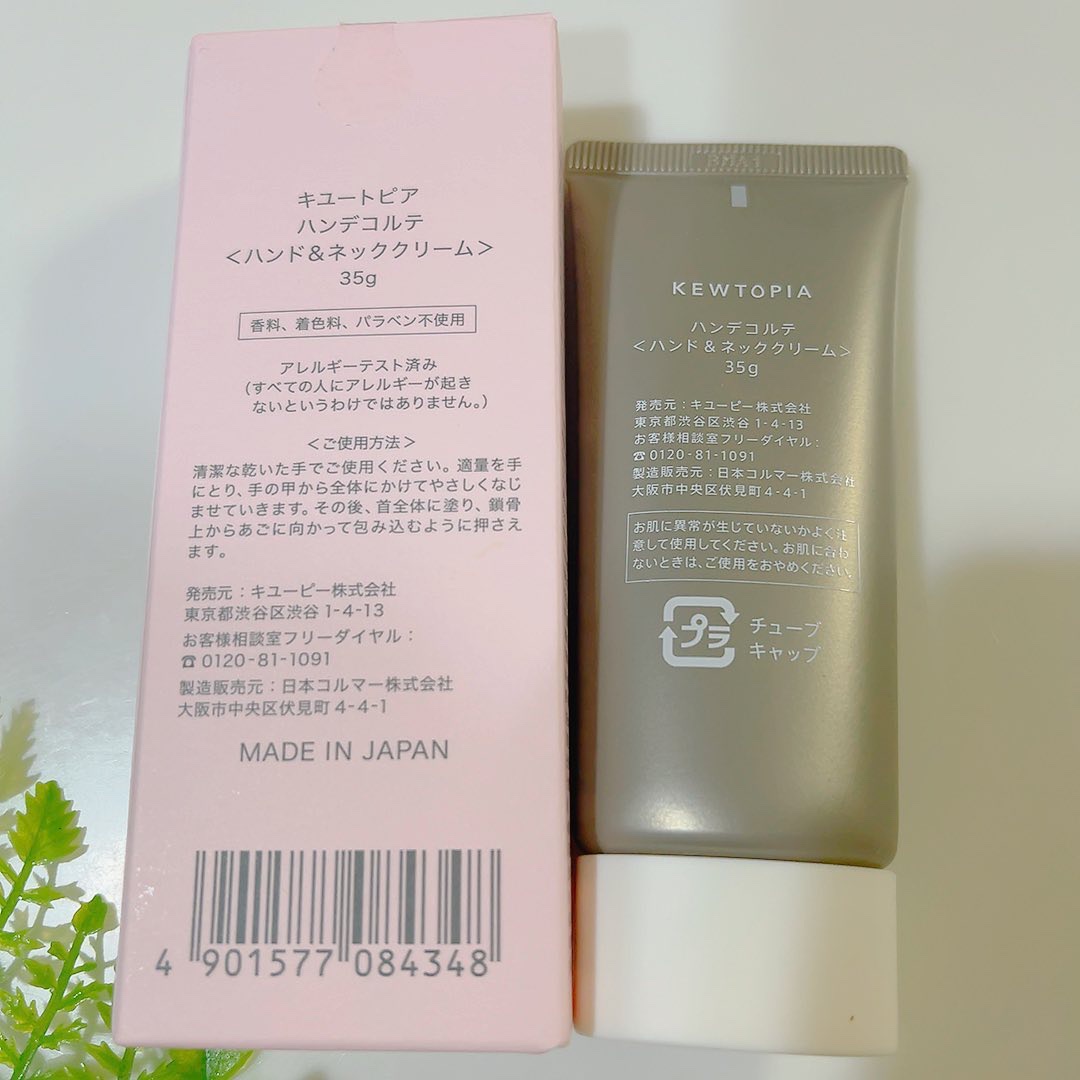 キユートピア
ハンデコルテ
＜ハンド＆ネッククリーム＞
35g
香料、着色料、パラベン不使用
アレルギーテスト済み
(すべての人にアレルギーが起き
ないというわけではありません。)
＜ご使用方法＞
清潔な乾いた手でご使用ください。適量を手
にとり、手の甲から全体にかけてやさしくなじ
ませていきます。その後、首全体に塗り、鎖骨
上からあごに向かって包み込むように押さえ
ます。
発売元：キユーピー株式会社
東京都渋谷区渋谷1-4-13
お客様相談室フリーダイヤル：
☎0120-81-1091
製造販売元：日本コルマー株式会社
大阪市中央区伏見町4-4-1
MADE IN JAPAN
4 901577 084348
8MA1
KEWTOPIA
ハンデコルテ
＜ハンド＆ネッククリーム＞
35g
発売元：キユーピー株式会社
東京都渋谷区渋谷1-4-13
お客様相談室フリーダイヤル：
☎0120-81-1091
製造販売元：日本コルマー株式会社
大阪市中央区伏見町4-4-1
お肌に異常が生じていないかよく注
意して使用してください。お肌に合わ
ないときは、ご使用をおやめください。
プラ
チューブ
キャップ